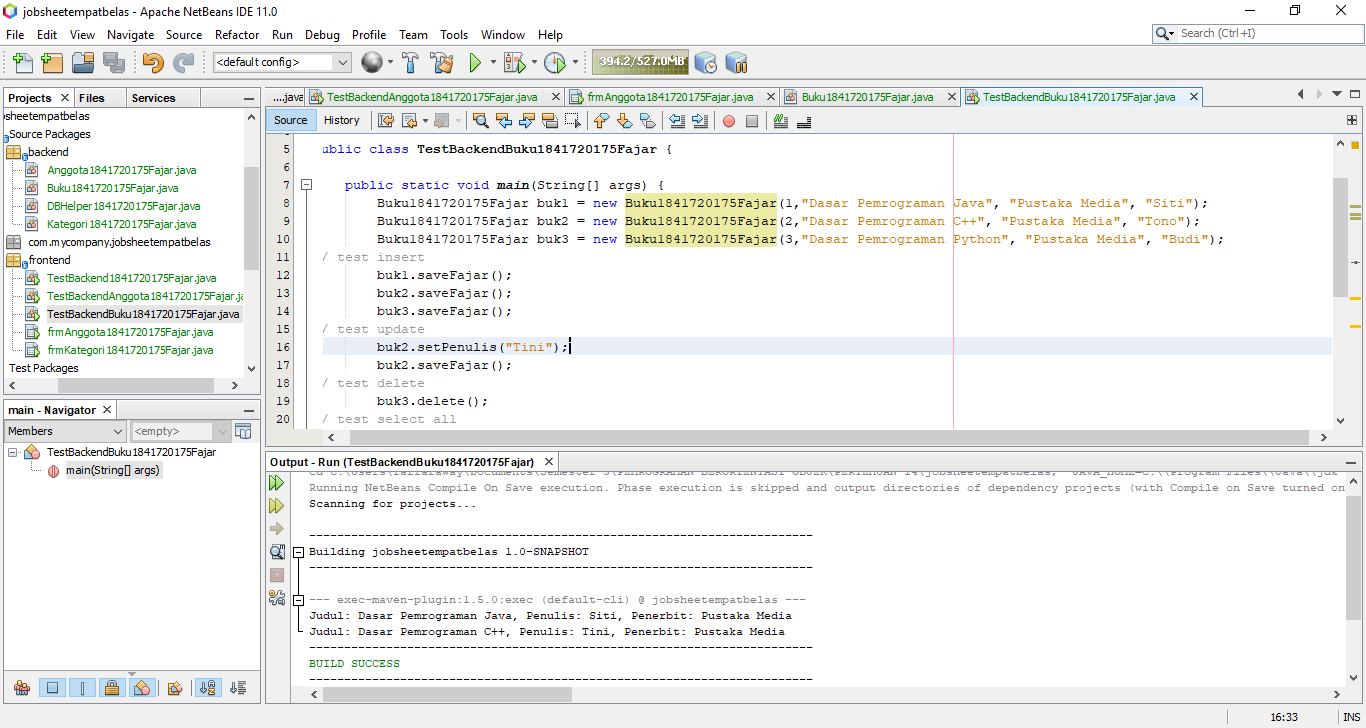 jobsheetempatbelas - Apache NetBeans IDE 11.0
File Edit View Navigate Source Refactor Run Debug Profile Team Tools Window Help
Search (Ctrl+I)
<default config>
394.2/527.0MB
Projects Files Services
bsheetempatbelas
Source Packages
backend
Anggota1841720175Fajar.java
Buku1841720175Fajar.java
DBHelper1841720175Fajar.java
Kategori1841720175Fajar.java
com.mycompany.jobsheetempatbelas
frontend
TestBackend1841720175Fajar.java
TestBackendAnggota1841720175Fajar.ja
TestBackendBuku1841720175Fajar.java
frmAnggota1841720175Fajar.java
frmKategori1841720175Fajar.java
Test Packages
main - Navigator
Members <empty>
TestBackendBuku1841720175Fajar
main(String[] args)
....java TestBackendAnggota1841720175Fajar.java frmAnggota1841720175Fajar.java Buku1841720175Fajar.java TestBackendBuku1841720175Fajar.java
Source History
5 ublic class TestBackendBuku1841720175Fajar {
6
7 public static void main(String[] args) {
8 Buku1841720175Fajar buk1 = new Buku1841720175Fajar(1,"Dasar Pemrograman Java", "Pustaka Media", "Siti");
9 Buku1841720175Fajar buk2 = new Buku1841720175Fajar(2,"Dasar Pemrograman C++", "Pustaka Media", "Tono");
10 Buku1841720175Fajar buk3 = new Buku1841720175Fajar(3,"Dasar Pemrograman Python", "Pustaka Media", "Budi");
11 / test insert
12 buk1.saveFajar();
13 buk2.saveFajar();
14 buk3.saveFajar();
15 / test update
16 buk2.setPenulis("Tini");
17 buk2.saveFajar();
18 / test delete
19 buk3.delete();
20 / test select all
Output - Run (TestBackendBuku1841720175Fajar)
Running NetBeans Compile On Save execution. Phase execution is skipped and output directories of dependency projects (with Compile on Save turned on
Scanning for projects...
------------------------------------------------------------------------
Building jobsheetempatbelas 1.0-SNAPSHOT
------------------------------------------------------------------------
--- exec-maven-plugin:1.5.0:exec (default-cli) @ jobsheetempatbelas ---
Judul: Dasar Pemrograman Java, Penulis: Siti, Penerbit: Pustaka Media
Judul: Dasar Pemrograman C++, Penulis: Tini, Penerbit: Pustaka Media
------------------------------------------------------------------------
BUILD SUCCESS
------------------------------------------------------------------------
16:33 INS